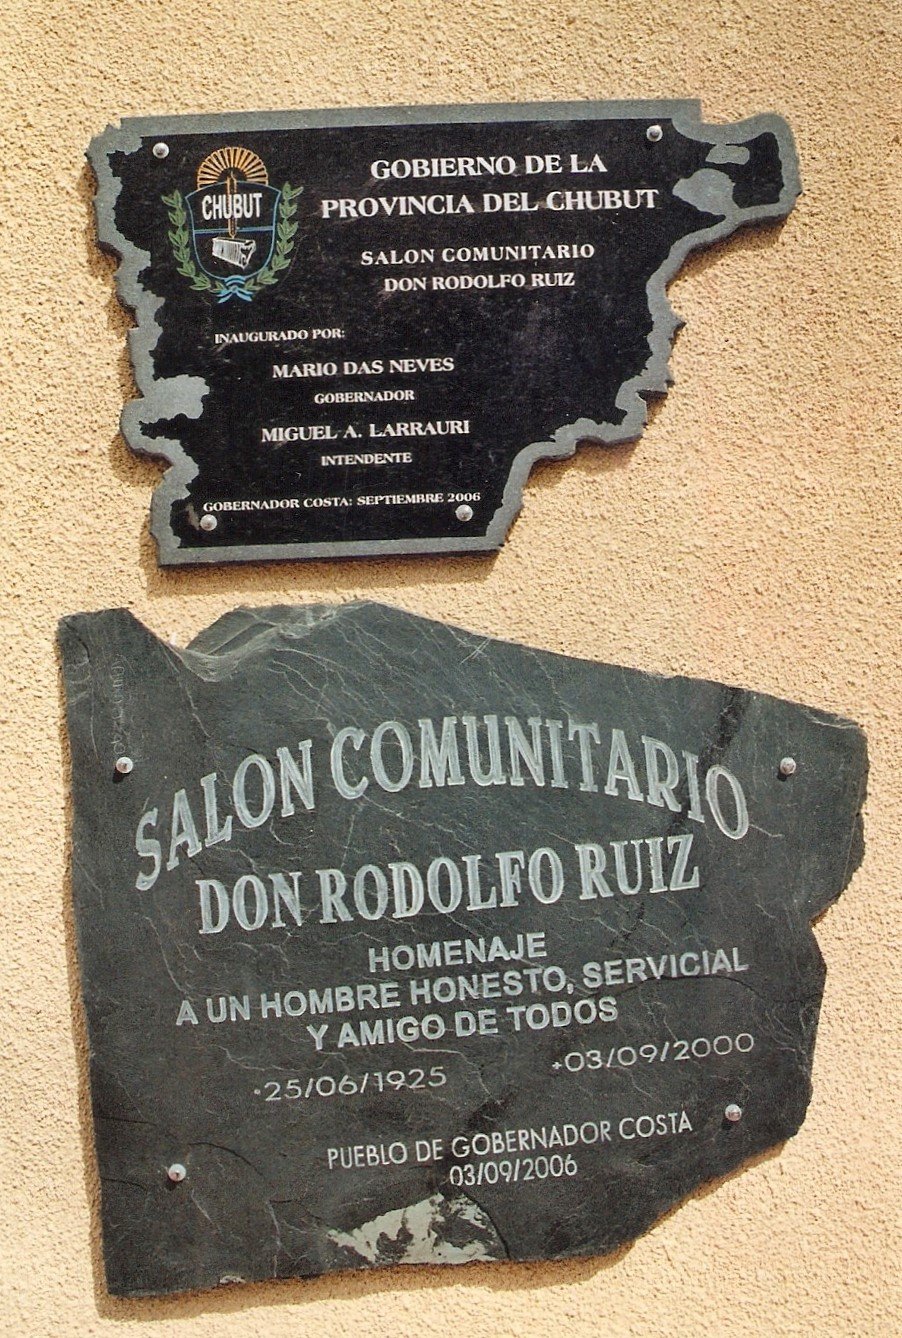 CHUBUT
GOBIERNO DE LA
PROVINCIA DEL CHUBUT
SALON COMUNITARIO
DON RODOLFO RUIZ
INAUGURADO POR:
MARIO DAS NEVES
GOBERNADOR
MIGUEL A. LARRAURI
INTENDENTE
GOBERNADOR COSTA: SEPTIEMBRE 2006
SALON COMUNITARIO
DON RODOLFO RUIZ
HOMENAJE
A UN HOMBRE HONESTO, SERVICIAL
Y AMIGO DE TODOS
·25/06/1925 +03/09/2000
PUEBLO DE GOBERNADOR COSTA
03/09/2006